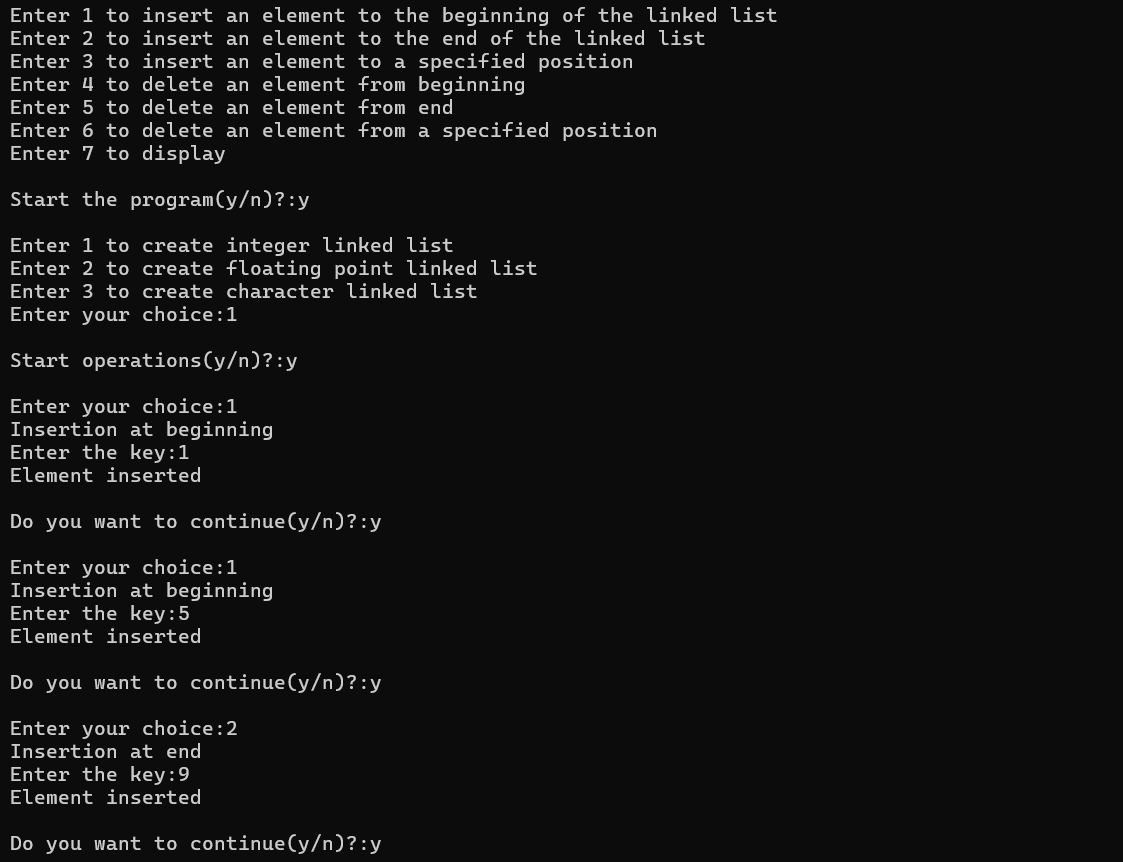 Enter 1 to insert an element to the beginning of the linked list
Enter 2 to insert an element to the end of the linked list
Enter 3 to insert an element to a specified position
Enter 4 to delete an element from beginning
Enter 5 to delete an element from end
Enter 6 to delete an element from a specified position
Enter 7 to display
Start the program(y/n)?:y
Enter 1 to create integer linked list
Enter 2 to create floating point linked list
Enter 3 to create character linked list
Enter your choice:1
Start operations(y/n)?:y
Enter your choice:1
Insertion at beginning
Enter the key:1
Element inserted
Do you want to continue(y/n)?:y
Enter your choice:1
Insertion at beginning
Enter the key:5
Element inserted
Do you want to continue(y/n)?:y
Enter your choice:2
Insertion at end
Enter the key:9
Element inserted
Do you want to continue(y/n)?:y